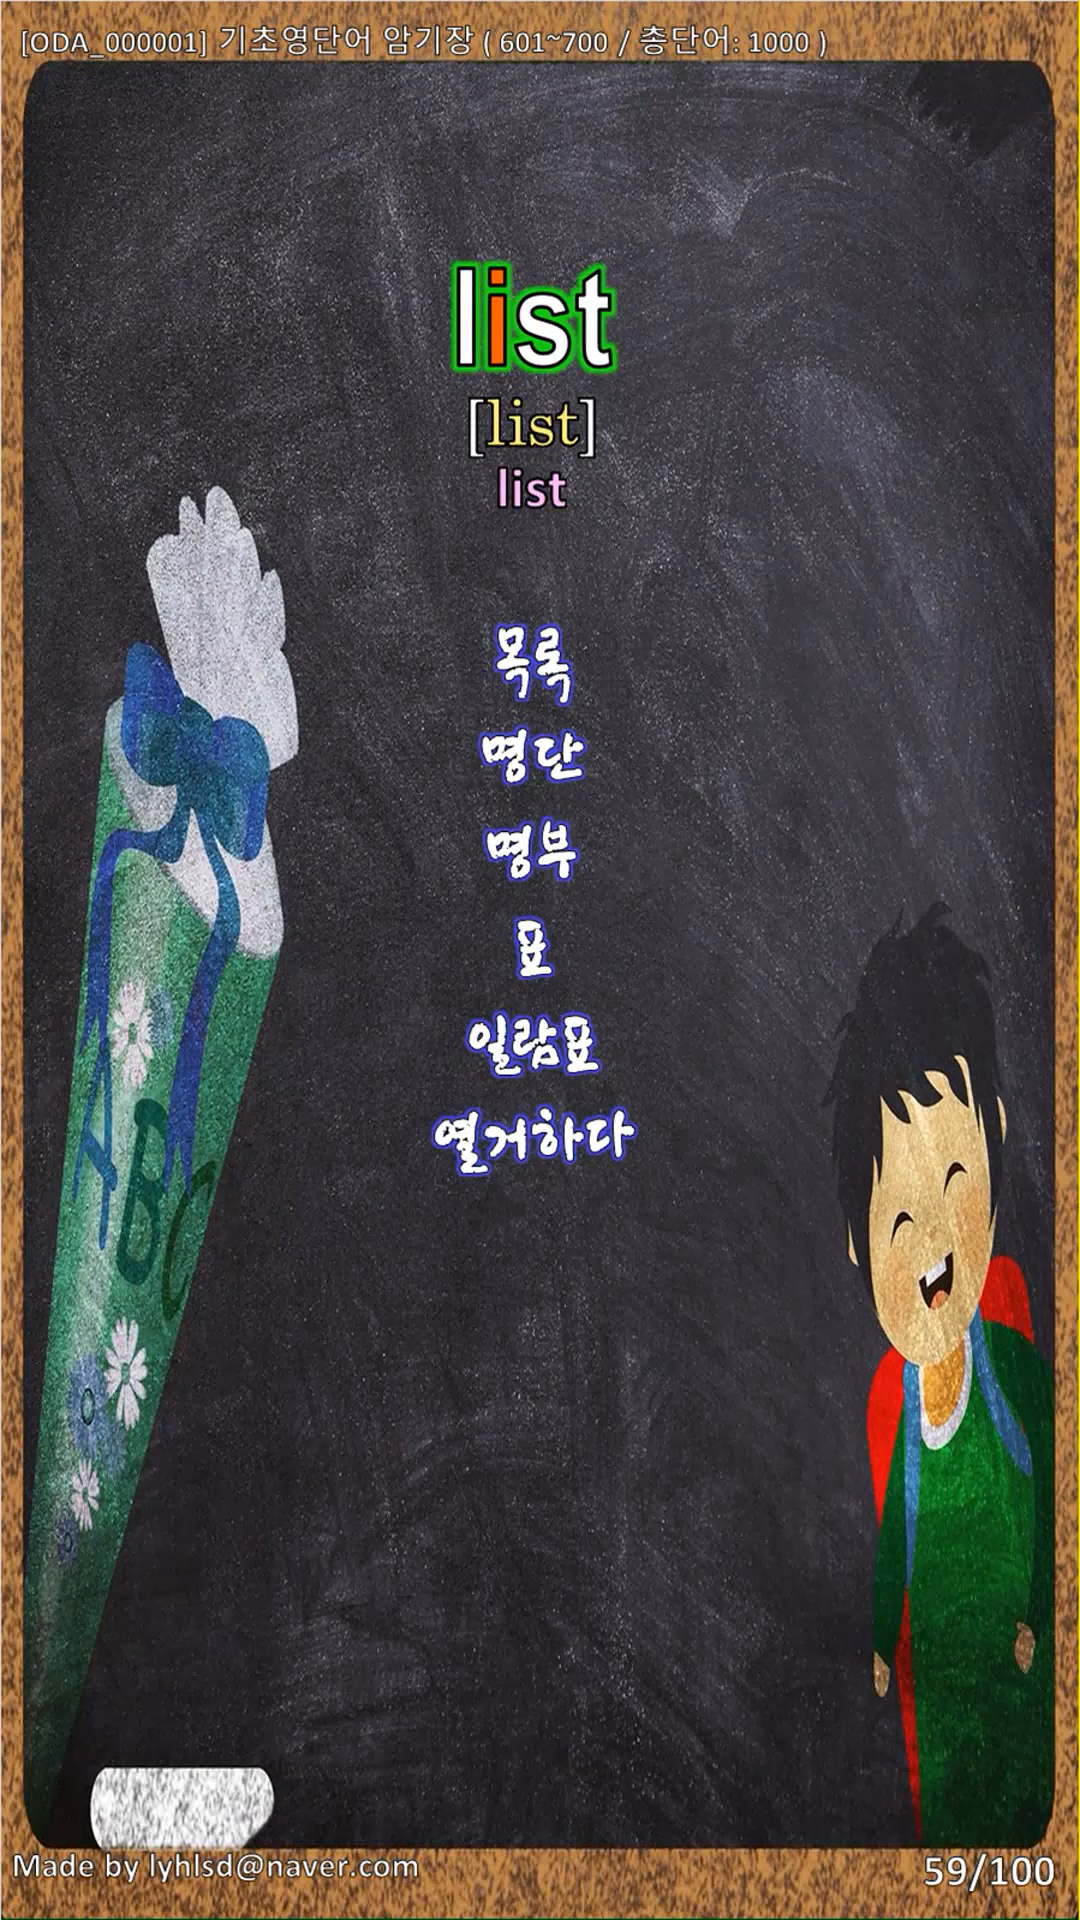 [ODA_000001] 기초영단어 암기장 ( 601~700 / 총단어: 1000 )
list
[list]
list
목록
명단
명부
표
일람표
열거하다
ABC
Made by lyhlsd@naver.com
59/100